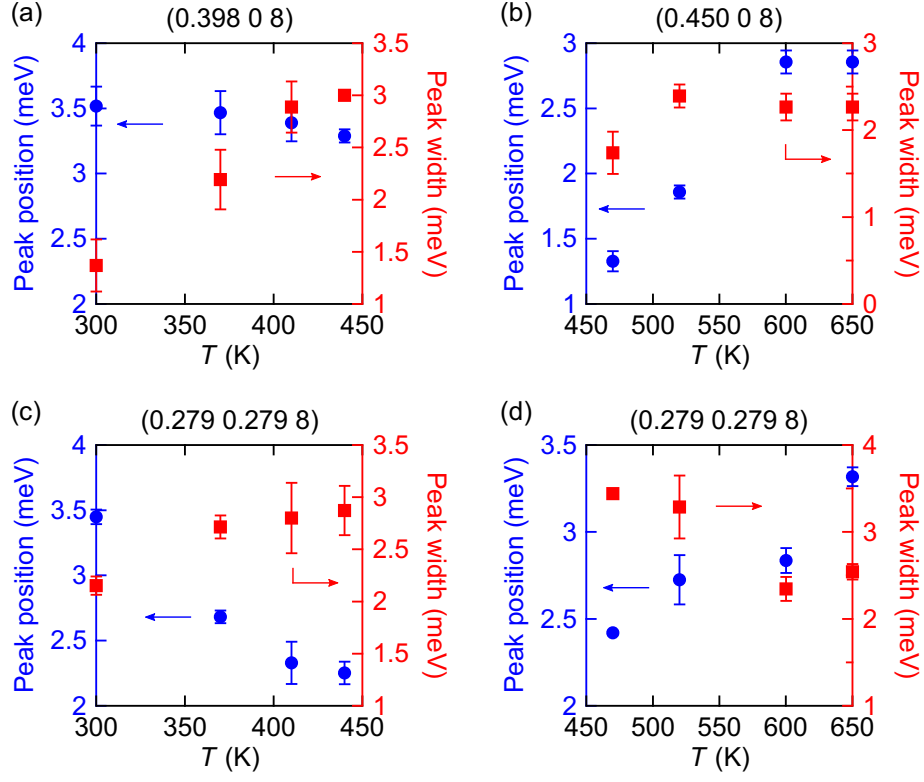 (a)
(0.398 0 8)
Peak position (meV)
4
3.5
3
2.5
2
3.5
3
2.5
2
1.5
1
Peak width (meV)
300
350
400
450
T (K)
(b)
(0.450 0 8)
Peak position (meV)
3
2.5
2
1.5
1
3
2
1
0
Peak width (meV)
450
500
550
600
650
T (K)
(c)
(0.279 0.279 8)
Peak position (meV)
4
3.5
3
2.5
2
3.5
3
2.5
2
1.5
1
Peak width (meV)
300
350
400
450
T (K)
(d)
(0.279 0.279 8)
Peak position (meV)
3.5
3
2.5
2
4
3
2
1
Peak width (meV)
450
500
550
600
650
T (K)